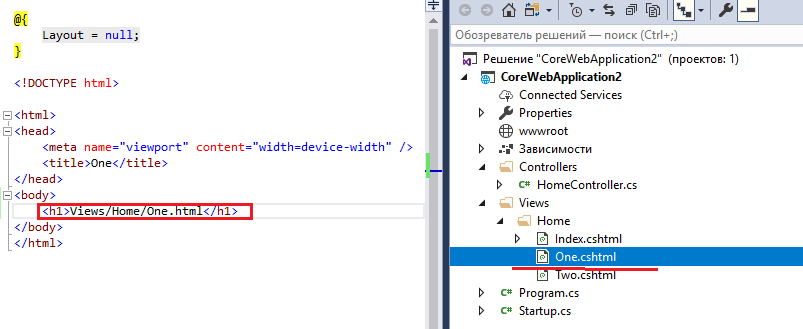 @{
Layout = null;
}
<!DOCTYPE html>
<html>
<head>
<meta name="viewport" content="width=device-width" />
<title>One</title>
</head>
<body>
<h1>Views/Home/One.html</h1>
</body>
</html>
Обозреватель решений — поиск (Ctrl+;)
Решение "CoreWebApplication2" (проектов: 1)
CoreWebApplication2
Connected Services
Properties
wwwroot
Зависимости
Controllers
C# HomeController.cs
Views
Home
Index.cshtml
One.cshtml
Two.cshtml
C# Program.cs
C# Startup.cs